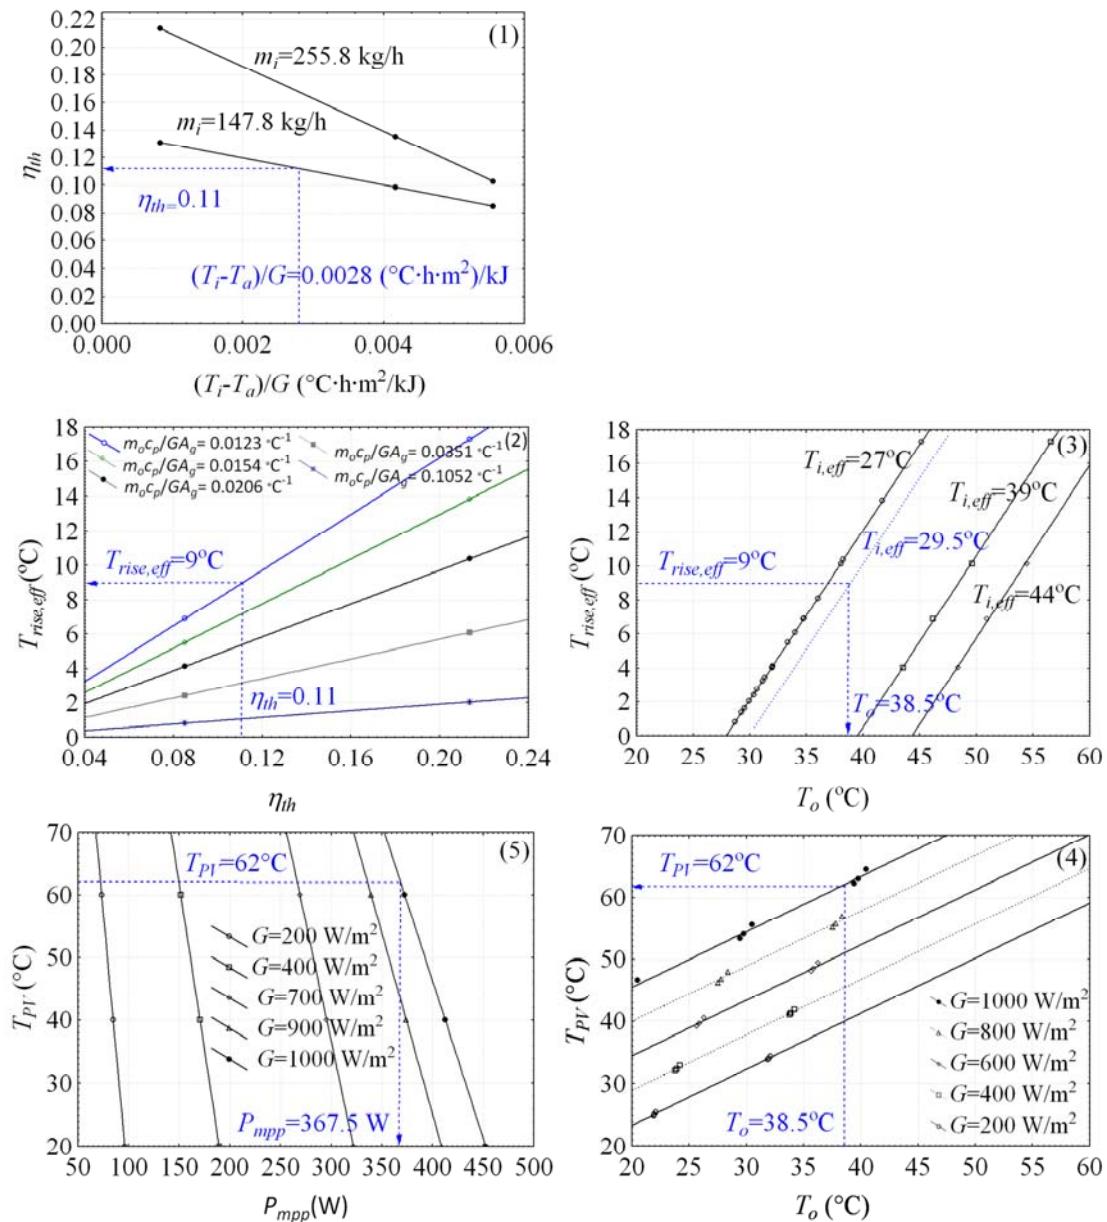 (1)
0.22
0.20
0.18
0.16
0.14
0.12
0.10
0.08
0.06
0.04
0.02
0.00
η_th
m_i=255.8 kg/h
m_i=147.8 kg/h
η_th=0.11
(T_i-T_a)/G=0.0028 (°C·h·m²)/kJ
0.000 0.002 0.004 0.006
(T_i-T_a)/G (°C·h·m²/kJ)
(2)
18
16
14
12
10
8
6
4
2
0
T_rise,eff (°C)
m_oc_p/GA_g= 0.0123 °C⁻¹
m_oc_p/GA_g= 0.0154 °C⁻¹
m_oc_p/GA_g= 0.0206 °C⁻¹
m_oc_p/GA_g= 0.0351 °C⁻¹
m_oc_p/GA_g= 0.1052 °C⁻¹
T_rise,eff=9°C
η_th=0.11
0.04 0.08 0.12 0.16 0.20 0.24
η_th
(3)
18
16
14
12
10
8
6
4
2
0
T_rise,eff (°C)
T_i,eff=27°C
T_i,eff=39°C
T_i,eff=29.5°C
T_rise,eff=9°C
T_i,eff=44°C
T_o=38.5°C
20 30 40 50 60
T_o (°C)
(5)
70
60
50
40
30
20
T_PV (°C)
T_PV=62°C
G=200 W/m²
G=400 W/m²
G=700 W/m²
G=900 W/m²
G=1000 W/m²
P_mpp=367.5 W
50 100 150 200 250 300 350 400 450 500
P_mpp(W)
(4)
70
60
50
40
30
20
T_PV (°C)
T_PV=62°C
G=1000 W/m²
G=800 W/m²
G=600 W/m²
G=400 W/m²
G=200 W/m²
T_o=38.5°C
20 25 30 35 40 45 50 55 60
T_o (°C)